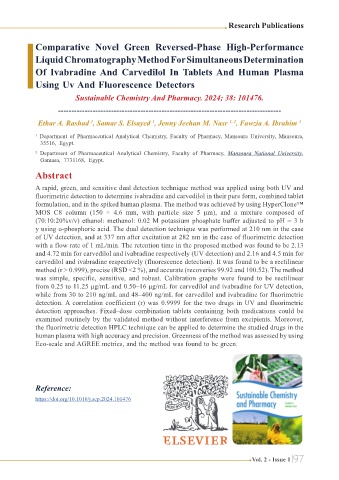 Research Publications
Comparative Novel Green Reversed-Phase High-Performance
Liquid Chromatography Method For Simultaneous Determination
Of Ivabradine And Carvedilol In Tablets And Human Plasma
Using Uv And Fluorescence Detectors
Sustainable Chemistry And Pharmacy. 2024; 38: 101476.
Ethar A. Rashad 1, Samar S. Elsayed 1, Jenny Jeehan M. Nasr 1, 2, Fawzia A. Ibrahim 1
1 Department of Pharmaceutical Analytical Chemistry, Faculty of Pharmacy, Mansoura University, Mansoura,
35516, Egypt.
2 Department of Pharmaceutical Analytical Chemistry, Faculty of Pharmacy, Mansoura National University,
Gamasa, 7731168, Egypt.
Abstract
A rapid, green, and sensitive dual detection technique method was applied using both UV and
fluorimetric detection to determine ivabradine and carvedilol in their pure form, combined tablet
formulation, and in the spiked human plasma. The method was achieved by using HyperClone™
MOS C8 column (150 × 4.6 mm, with particle size 5 μm), and a mixture composed of
(70:10:20%v/v) ethanol: methanol: 0.02 M potassium phosphate buffer adjusted to pH = 3 b
y using o-phosphoric acid. The dual detection technique was performed at 210 nm in the case
of UV detection, and at 337 nm after excitation at 282 nm in the case of fluorimetric detection
with a flow rate of 1 mL/min. The retention time in the proposed method was found to be 2.13
and 4.72 min for carvedilol and ivabradine respectively (UV detection) and 2.16 and 4.5 min for
carvedilol and ivabradine respectively (fluorescence detection). It was found to be a rectilinear
method (r > 0.999), precise (RSD <2 %), and accurate (recoveries 99.92 and 100.52). The method
was simple, specific, sensitive, and robust. Calibration graphs were found to be rectilinear
from 0.25 to 11.25 μg/mL and 0.50–16 μg/mL for carvedilol and ivabradine for UV detection,
while from 30 to 210 ng/mL and 48–400 ng/mL for carvedilol and ivabradine for fluorimetric
detection. A correlation coefficient (r) was 0.9999 for the two drugs in UV and fluorimetric
detection approaches. Fixed–dose combination tablets containing both medications could be
examined routinely by the validated method without interference from excipients. Moreover,
the fluorimetric detection HPLC technique can be applied to determine the studied drugs in the
human plasma with high accuracy and precision. Greenness of the method was assessed by using
Eco-scale and AGREE metrics, and the method was found to be green.
Reference:
https://doi.org/10.1016/j.scp.2024.101476
ELSEVIER
Sustainable Chemistry
and Pharmacy
Vol. 2 - Issue 1 97